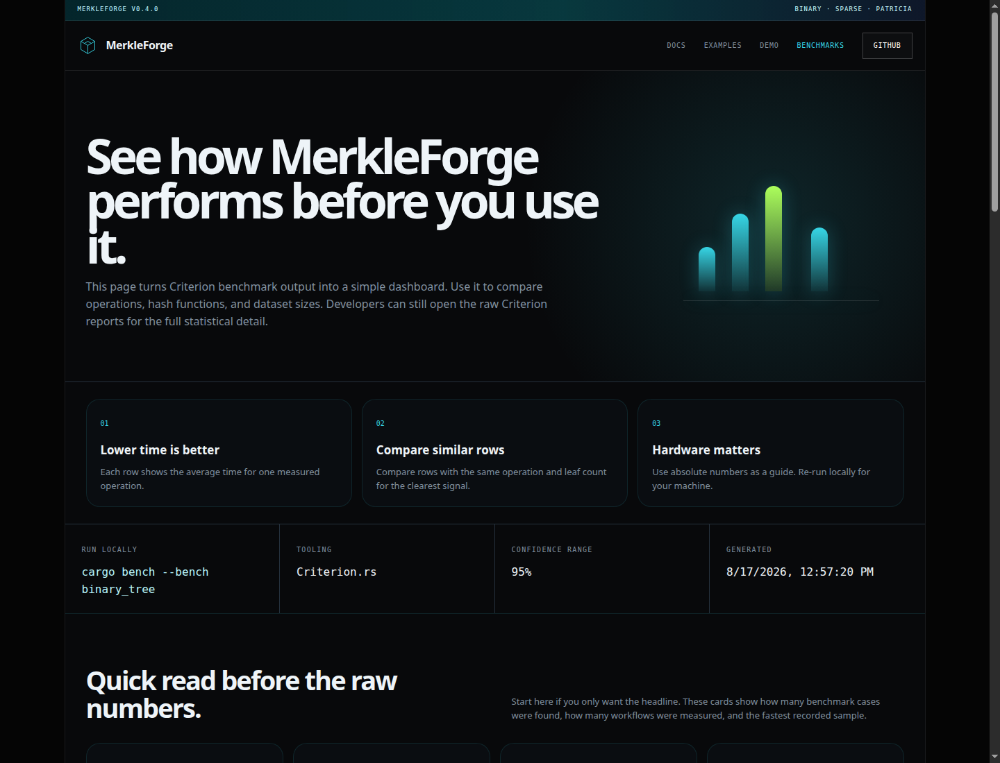 MERKLEFORGE V0.4.0
BINARY · SPARSE · PATRICIA
MerkleForge
DOCS
EXAMPLES
DEMO
BENCHMARKS
GITHUB
See how MerkleForge
performs before you use
it.
This page turns Criterion benchmark output into a simple dashboard. Use it to compare
operations, hash functions, and dataset sizes. Developers can still open the raw Criterion
reports for the full statistical detail.
01
Lower time is better
Each row shows the average time for one measured
operation.
02
Compare similar rows
Compare rows with the same operation and leaf count
for the clearest signal.
03
Hardware matters
Use absolute numbers as a guide. Re-run locally for
your machine.
RUN LOCALLY
cargo bench --bench
binary_tree
TOOLING
Criterion.rs
CONFIDENCE RANGE
95%
GENERATED
8/17/2026, 12:57:20 PM
Quick read before the raw
numbers.
Start here if you only want the headline. These cards show how many benchmark cases
were found, how many workflows were measured, and the fastest recorded sample.